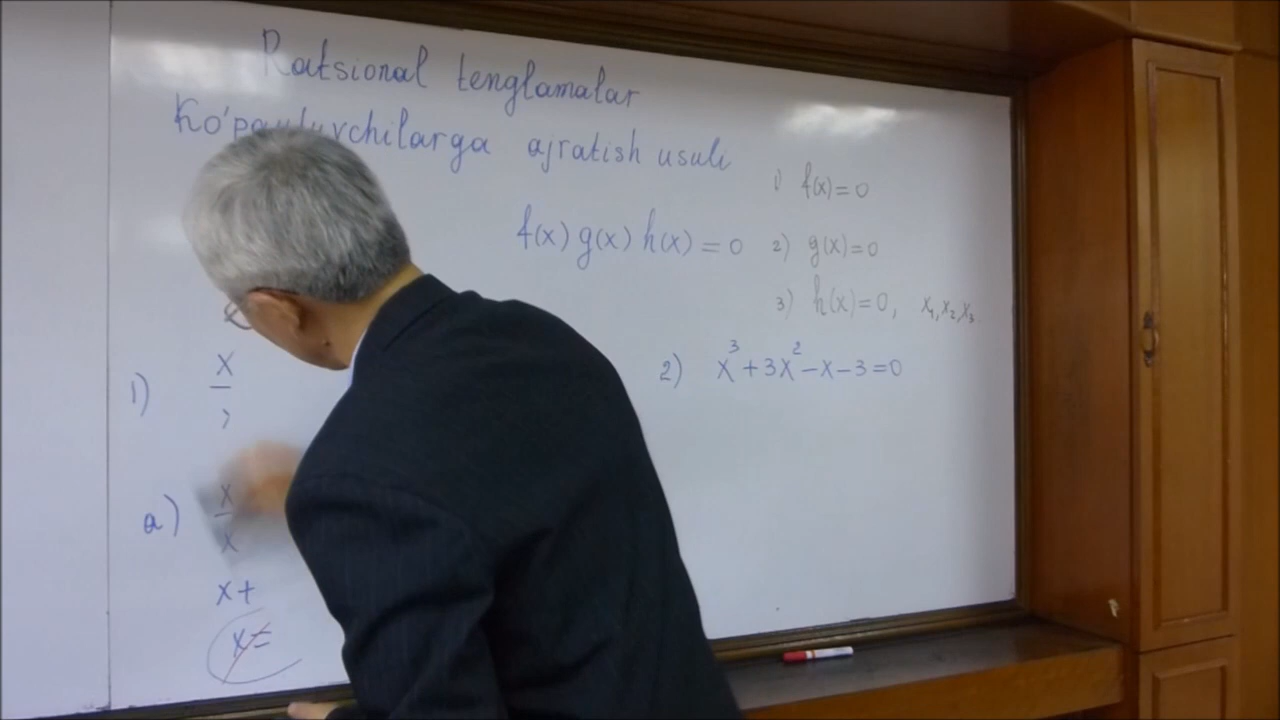 Ratsional tenglamalar
Ko'paytuvchilarga ajratish usuli
f(x) g(x) h(x) = 0
1) f(x) = 0
2) g(x) = 0
3) h(x) = 0, x₁, x₂, x₃
1) x
a) x
x
x +
x =
2) x³ + 3x² - x - 3 = 0